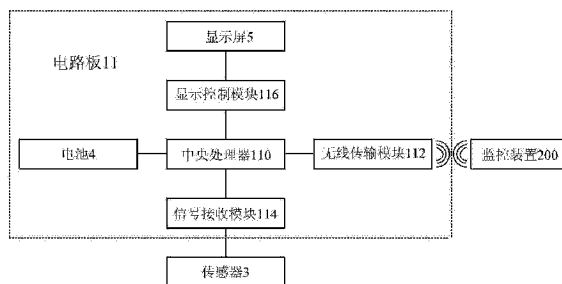 显示屏5
电路板11
显示控制模块116
电池4
中央处理器110
无线传输模块112
监控装置200
信号接收模块114
传感器3